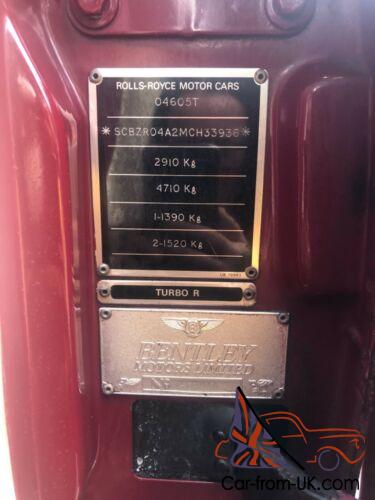 ROLLS-ROYCE MOTOR CARS
04605T
*SCBZR04A2MCH33936*
2910 Kg
4710 Kg
1-1390 Kg
2-1520 Kg
TURBO R
BENTLEY
MOTORS LIMITED
Car-from-UK.com